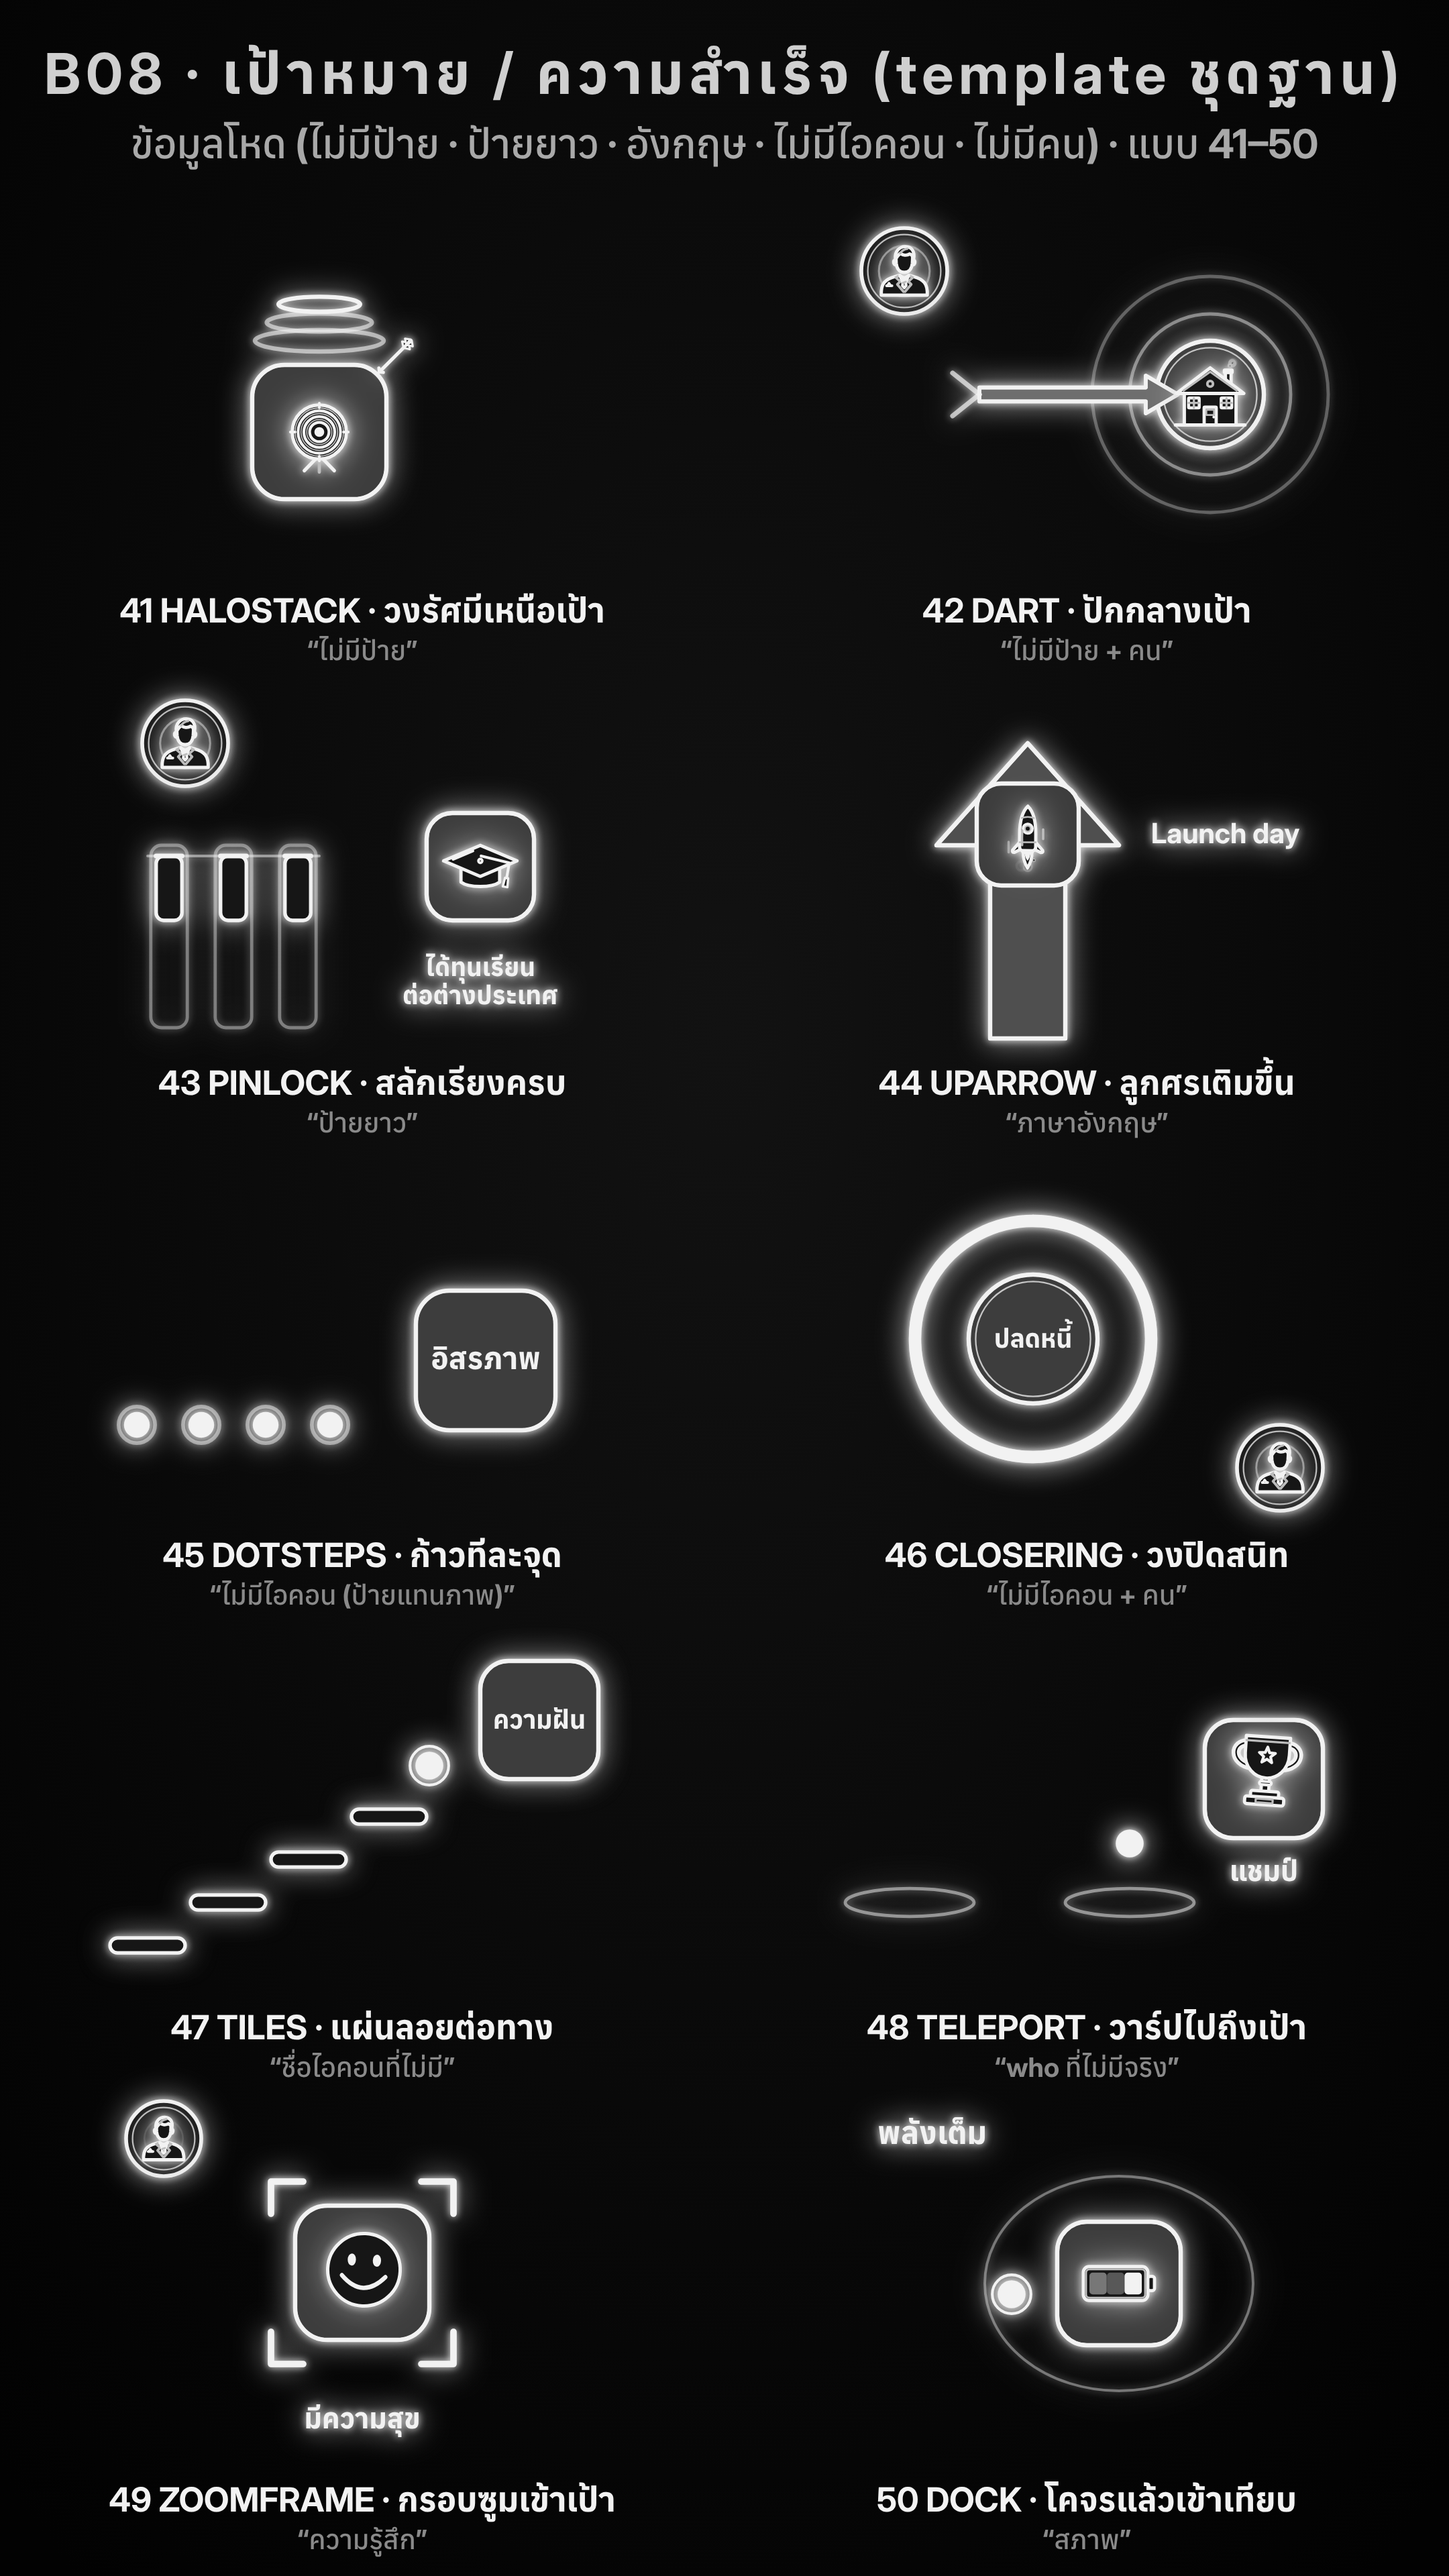 B08 · เป้าหมาย / ความสำเร็จ (template ชุดฐาน)
ข้อมูลโหด (ไม่มีป้าย · ป้ายยาว · อังกฤษ · ไม่มีไอคอน · ไม่มีคน) · แบบ 41–50
41 HALOSTACK · วงรัศมีเหนือเป้า
“ไม่มีป้าย”
42 DART · ปักกลางเป้า
“ไม่มีป้าย + คน”
ได้ทุนเรียน
ต่อต่างประเทศ
43 PINLOCK · สลักเรียงครบ
“ป้ายยาว”
Launch day
44 UPARROW · ลูกศรเติมขึ้น
“ภาษาอังกฤษ”
อิสรภาพ
45 DOTSTEPS · ก้าวทีละจุด
“ไม่มีไอคอน (ป้ายแทนภาพ)”
ปลดหนี้
46 CLOSERING · วงปิดสนิท
“ไม่มีไอคอน + คน”
ความฝัน
47 TILES · แผ่นลอยต่อทาง
“ชื่อไอคอนที่ไม่มี”
แชมป์
48 TELEPORT · วาร์ปไปถึงเป้า
“who ที่ไม่มีจริง”
มีความสุข
49 ZOOMFRAME · กรอบซูมเข้าเป้า
“ความรู้สึก”
พลังเต็ม
50 DOCK · โคจรแล้วเข้าเทียบ
“สภาพ”